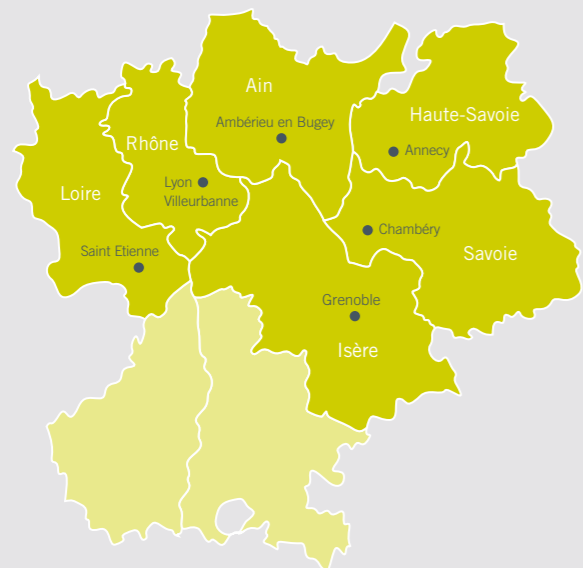 Ain
Haute-Savoie
Ambérieu en Bugey
Rhône
Annecy
Lyon
Villeurbanne
Loire
Chambéry
Saint Etienne
Savoie
Grenoble
Isère